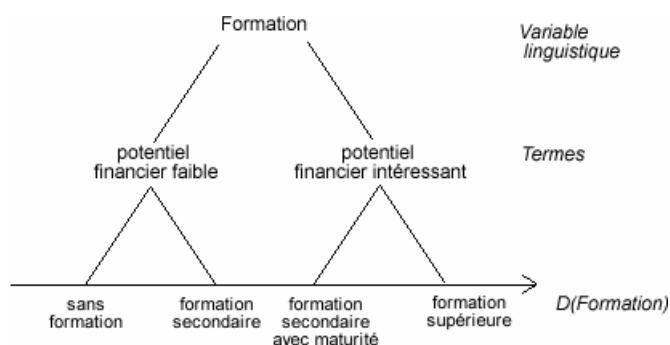 Formation
Variable
linguistique
potentiel
financier faible
potentiel
financier intéressant
Termes
sans
formation
formation
secondaire
formation
secondaire
avec maturité
formation
supérieure
D(Formation)